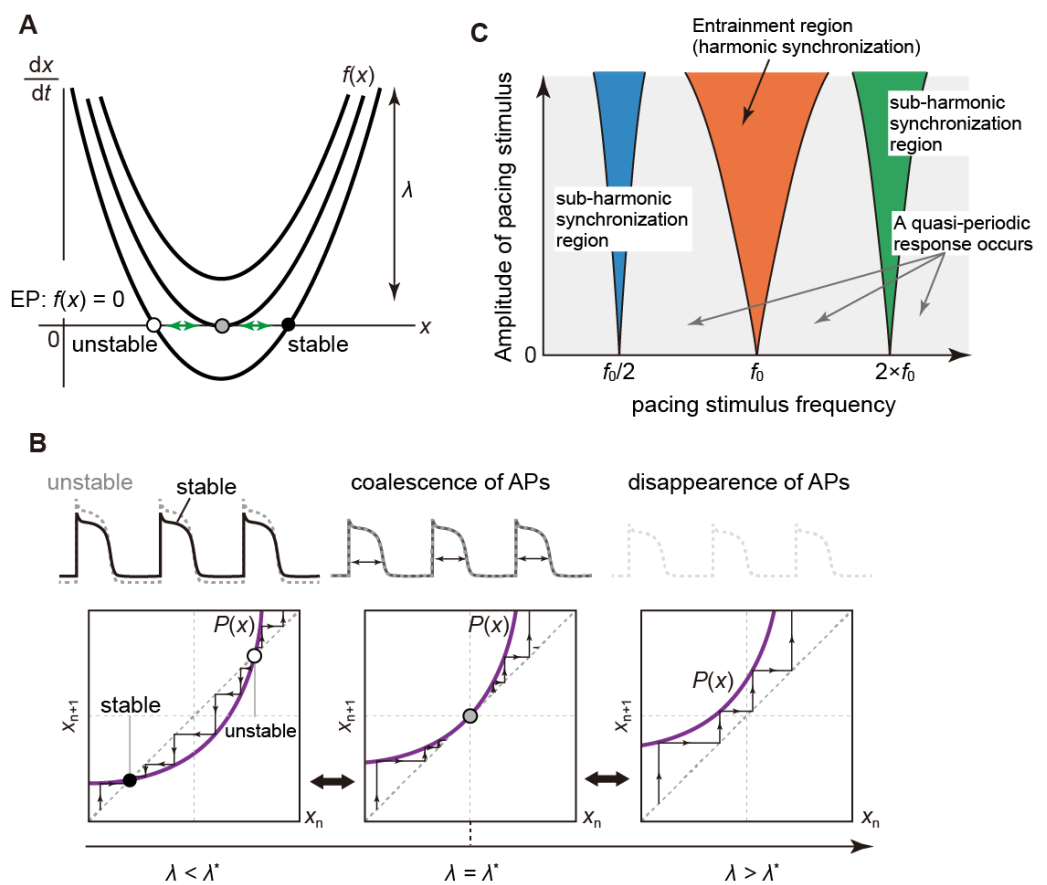 A
dx
dt
f(x)
λ
EP: f(x) = 0
0
unstable
stable
x
C
Entrainment region
(harmonic synchronization)
Amplitude of pacing stimulus
sub-harmonic
synchronization
region
sub-harmonic
synchronization
region
A quasi-periodic
response occurs
0
f₀/2
f₀
2×f₀
pacing stimulus frequency
B
unstable
stable
coalescence of APs
disappearence of APs
P(x)
stable
unstable
xn+1
xn
P(x)
xn+1
xn
P(x)
xn+1
xn
λ < λ*
λ = λ*
λ > λ*